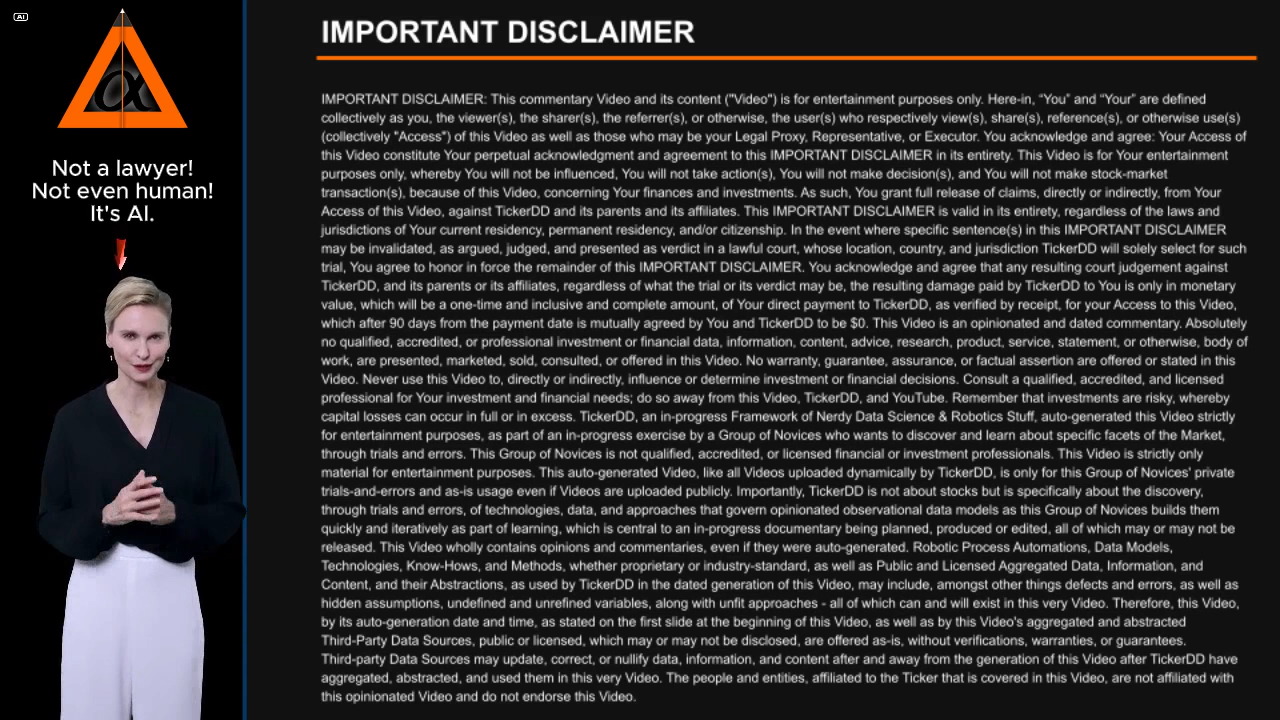 AI
IMPORTANT DISCLAIMER
α
Not a lawyer!
Not even human!
It's AI.
IMPORTANT DISCLAIMER: This commentary Video and its content ("Video") is for entertainment purposes only. Here-in, “You” and “Your” are defined
collectively as you, the viewer(s), the sharer(s), the referrer(s), or otherwise, the user(s) who respectively view(s), share(s), reference(s), or otherwise use(s)
(collectively "Access") of this Video as well as those who may be your Legal Proxy, Representative, or Executor. You acknowledge and agree: Your Access of
this Video constitute Your perpetual acknowledgment and agreement to this IMPORTANT DISCLAIMER in its entirety. This Video is for Your entertainment
purposes only, whereby You will not be influenced, You will not take action(s), You will not make decision(s), and You will not make stock-market
transaction(s), because of this Video, concerning Your finances and investments. As such, You grant full release of claims, directly or indirectly, from Your
Access of this Video, against TickerDD and its parents and its affiliates. This IMPORTANT DISCLAIMER is valid in its entirety, regardless of the laws and
jurisdictions of Your current residency, permanent residency, and/or citizenship. In the event where specific sentence(s) in this IMPORTANT DISCLAIMER
may be invalidated, as argued, judged, and presented as verdict in a lawful court, whose location, country, and jurisdiction TickerDD will solely select for such
trial, You agree to honor in force the remainder of this IMPORTANT DISCLAIMER. You acknowledge and agree that any resulting court judgement against
TickerDD, and its parents or its affiliates, regardless of what the trial or its verdict may be, the resulting damage paid by TickerDD to You is only in monetary
value, which will be a one-time and inclusive and complete amount, of Your direct payment to TickerDD, as verified by receipt, for your Access to this Video,
which after 90 days from the payment date is mutually agreed by You and TickerDD to be $0. This Video is an opinionated and dated commentary. Absolutely
no qualified, accredited, or professional investment or financial data, information, content, advice, research, product, service, statement, or otherwise, body of
work, are presented, marketed, sold, consulted, or offered in this Video. No warranty, guarantee, assurance, or factual assertion are offered or stated in this
Video. Never use this Video to, directly or indirectly, influence or determine investment or financial decisions. Consult a qualified, accredited, and licensed
professional for Your investment and financial needs; do so away from this Video, TickerDD, and YouTube. Remember that investments are risky, whereby
capital losses can occur in full or in excess. TickerDD, an in-progress Framework of Nerdy Data Science & Robotics Stuff, auto-generated this Video strictly
for entertainment purposes, as part of an in-progress exercise by a Group of Novices who wants to discover and learn about specific facets of the Market,
through trials and errors. This Group of Novices is not qualified, accredited, or licensed financial or investment professionals. This Video is strictly only
material for entertainment purposes. This auto-generated Video, like all Videos uploaded dynamically by TickerDD, is only for this Group of Novices' private
trials-and-errors and as-is usage even if Videos are uploaded publicly. Importantly, TickerDD is not about stocks but is specifically about the discovery,
through trials and errors, of technologies, data, and approaches that govern opinionated observational data models as this Group of Novices builds them
quickly and iteratively as part of learning, which is central to an in-progress documentary being planned, produced or edited, all of which may or may not be
released. This Video wholly contains opinions and commentaries, even if they were auto-generated. Robotic Process Automations, Data Models,
Technologies, Know-Hows, and Methods, whether proprietary or industry-standard, as well as Public and Licensed Aggregated Data, Information, and
Content, and their Abstractions, as used by TickerDD in the dated generation of this Video, may include, amongst other things defects and errors, as well as
hidden assumptions, undefined and unrefined variables, along with unfit approaches - all of which can and will exist in this very Video. Therefore, this Video,
by its auto-generation date and time, as stated on the first slide at the beginning of this Video, as well as by this Video's aggregated and abstracted
Third-Party Data Sources, public or licensed, which may or may not be disclosed, are offered as-is, without verifications, warranties, or guarantees.
Third-party Data Sources may update, correct, or nullify data, information, and content after and away from the generation of this Video after TickerDD have
aggregated, abstracted, and used them in this very Video. The people and entities, affiliated to the Ticker that is covered in this Video, are not affiliated with
this opinionated Video and do not endorse this Video.